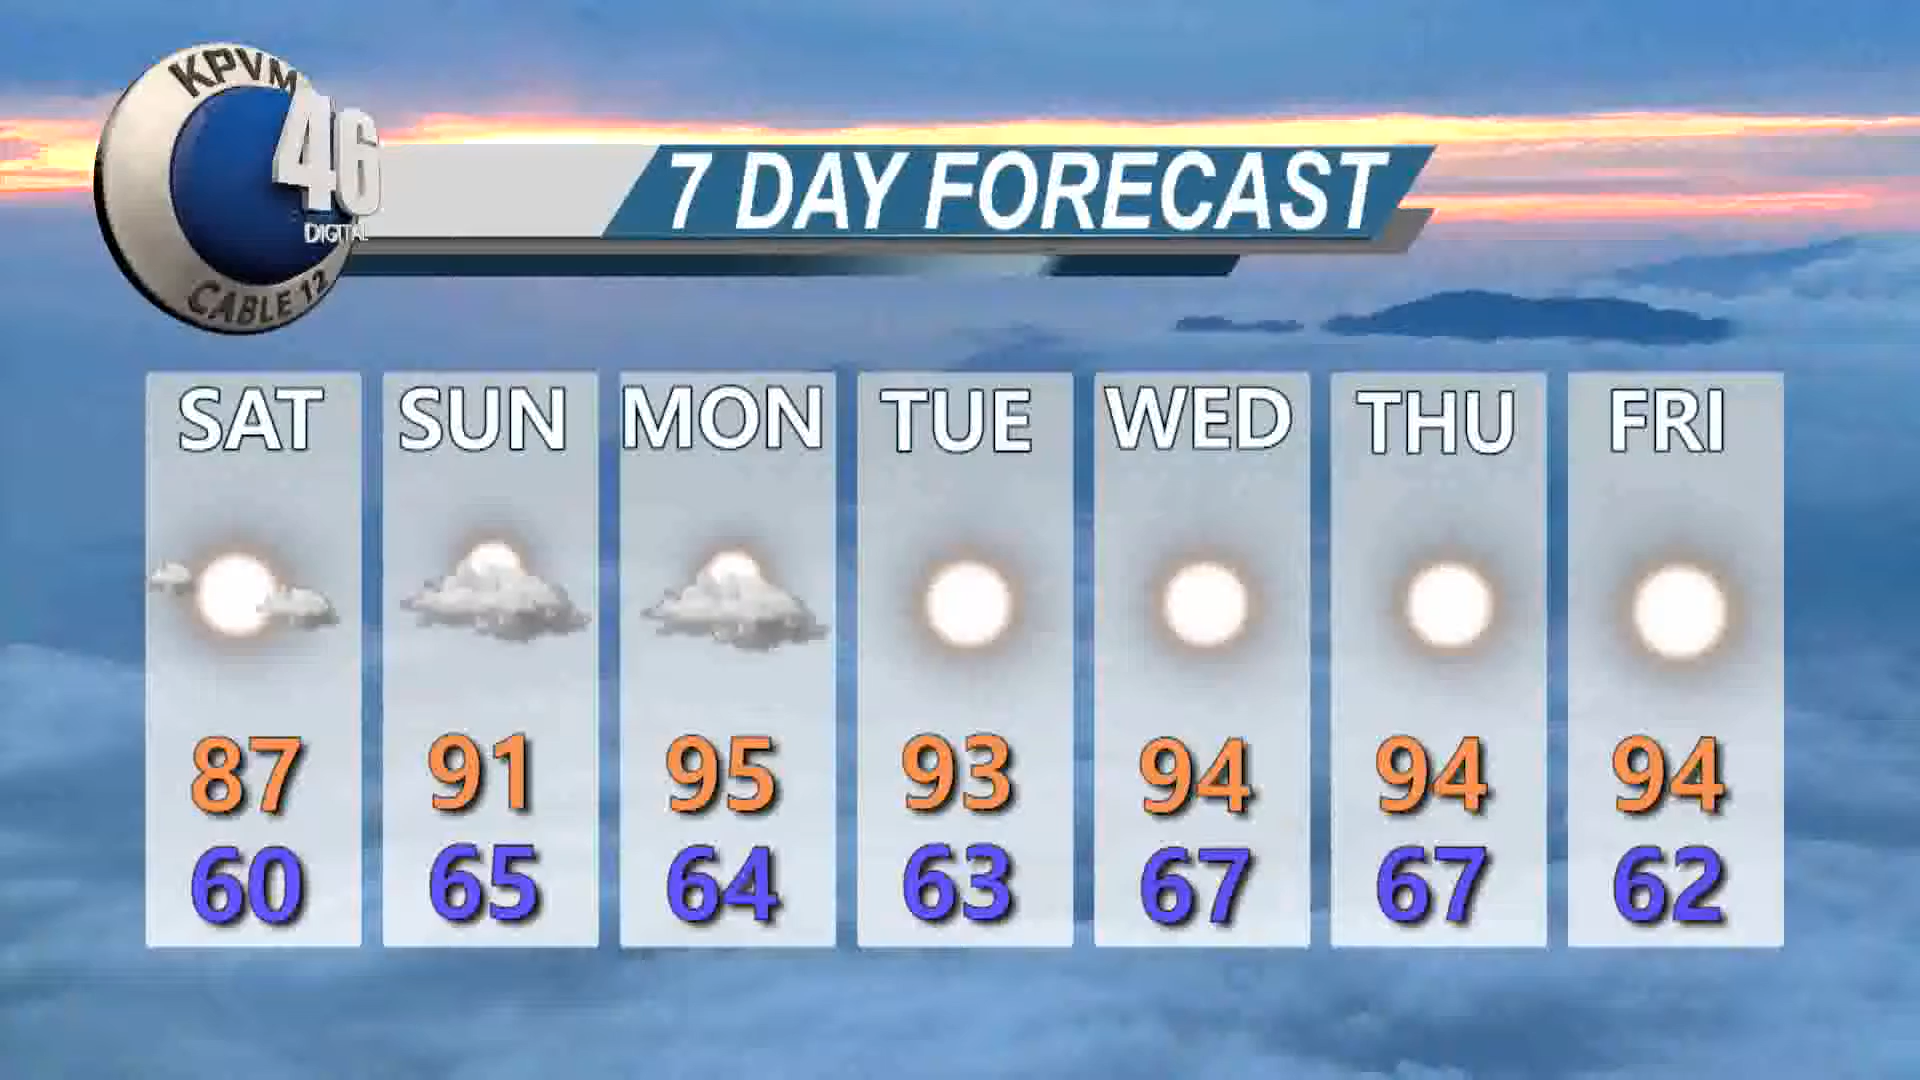 KPVM
46
DIGITAL
CABLE 12
7 DAY FORECAST
SAT SUN MON TUE WED THU FRI
87 91 95 93 94 94 94
60 65 64 63 67 67 62